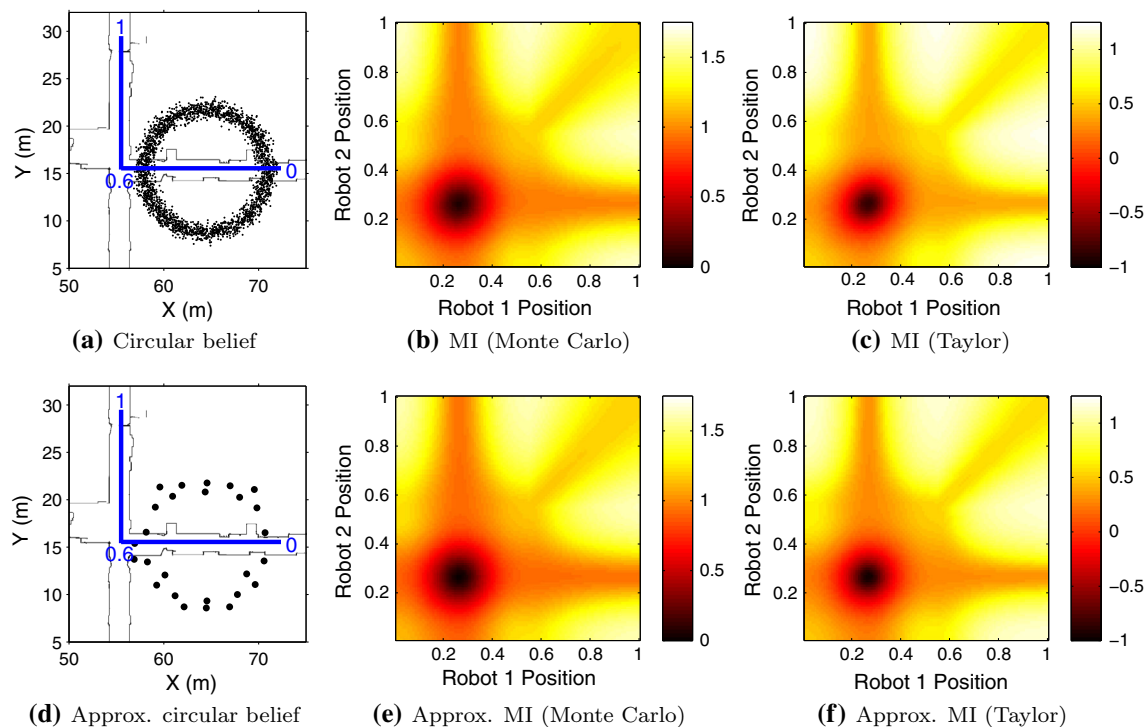 30
25
20
15
10
5
Y (m)
50
60
70
X (m)
1
0.6
0
(a) Circular belief
1
0.8
0.6
0.4
0.2
Robot 2 Position
0.2 0.4 0.6 0.8 1
Robot 1 Position
1.5
1
0.5
0
(b) MI (Monte Carlo)
1
0.8
0.6
0.4
0.2
Robot 2 Position
0.2 0.4 0.6 0.8 1
Robot 1 Position
1
0.5
0
−0.5
−1
(c) MI (Taylor)
30
25
20
15
10
5
Y (m)
50
60
70
X (m)
1
0.6
0
(d) Approx. circular belief
1
0.8
0.6
0.4
0.2
Robot 2 Position
0.2 0.4 0.6 0.8 1
Robot 1 Position
1.5
1
0.5
0
(e) Approx. MI (Monte Carlo)
1
0.8
0.6
0.4
0.2
Robot 2 Position
0.2 0.4 0.6 0.8 1
Robot 1 Position
1
0.5
0
−0.5
−1
(f) Approx. MI (Taylor)